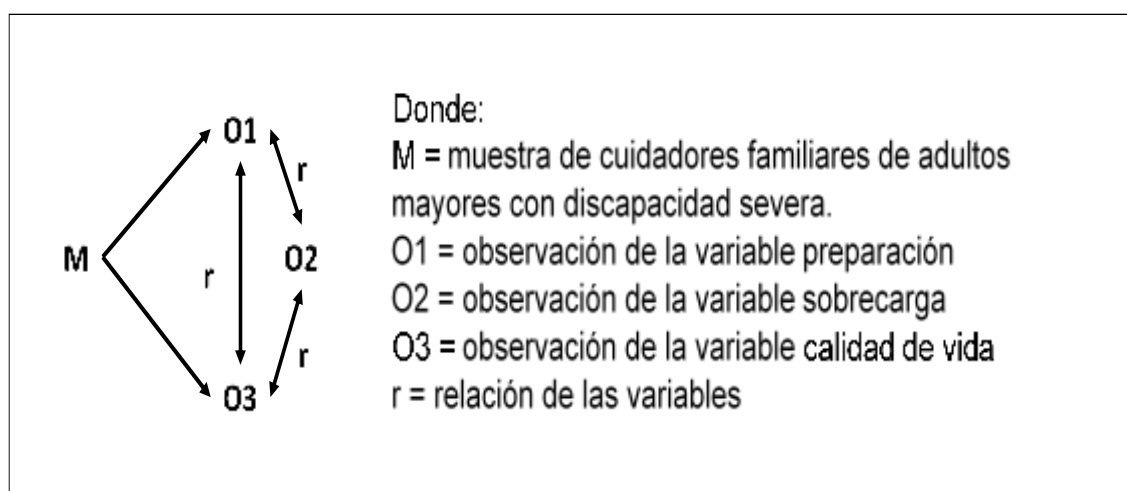 O1
r
M
r
O2
r
O3
Donde:
M = muestra de cuidadores familiares de adultos
mayores con discapacidad severa.
O1 = observación de la variable preparación
O2 = observación de la variable sobrecarga
O3 = observación de la variable calidad de vida
r = relación de las variables